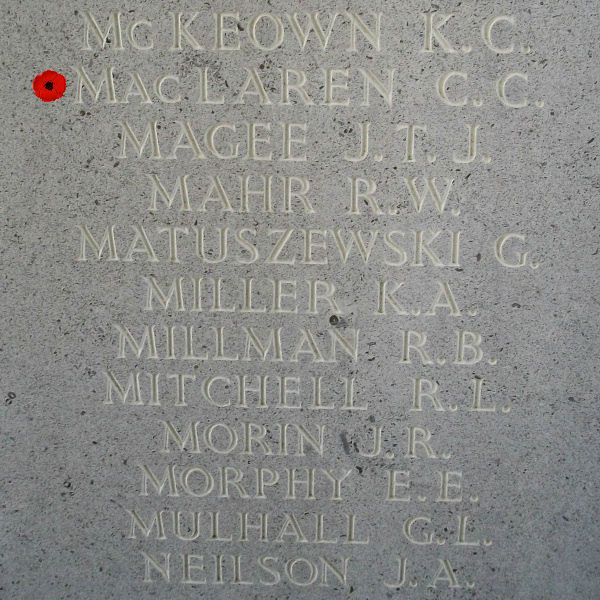 McKEOWN K.C.
MacLAREN C.C.
MAGEE J.T.J.
MAHR R.W.
MATUSZEWSKI G.
MILLER K.A.
MILLMAN R.B.
MITCHELL R.L.
MORIN J.R.
MORPHY E.E.
MULHALL G.L.
NEILSON J.A.